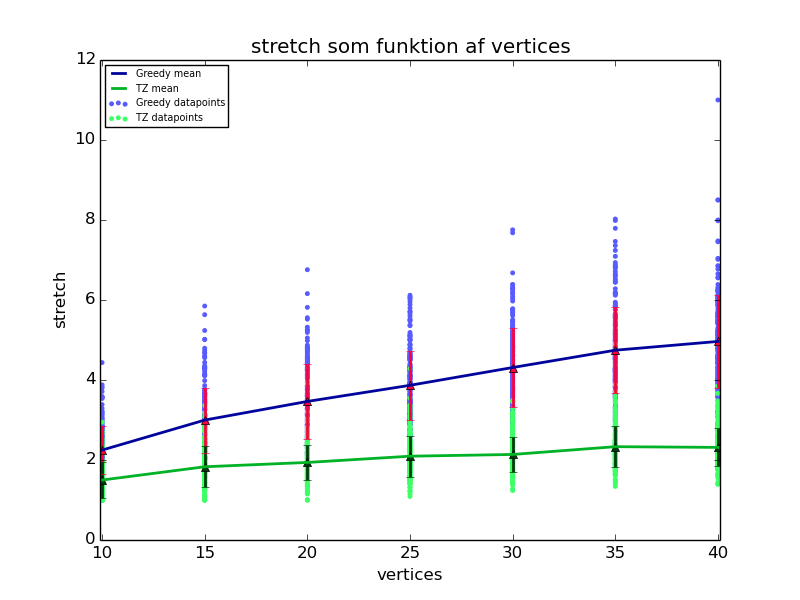 stretch som funktion af vertices
12
10
8
6
4
2
0
stretch
Greedy mean
TZ mean
Greedy datapoints
TZ datapoints
10 15 20 25 30 35 40
vertices